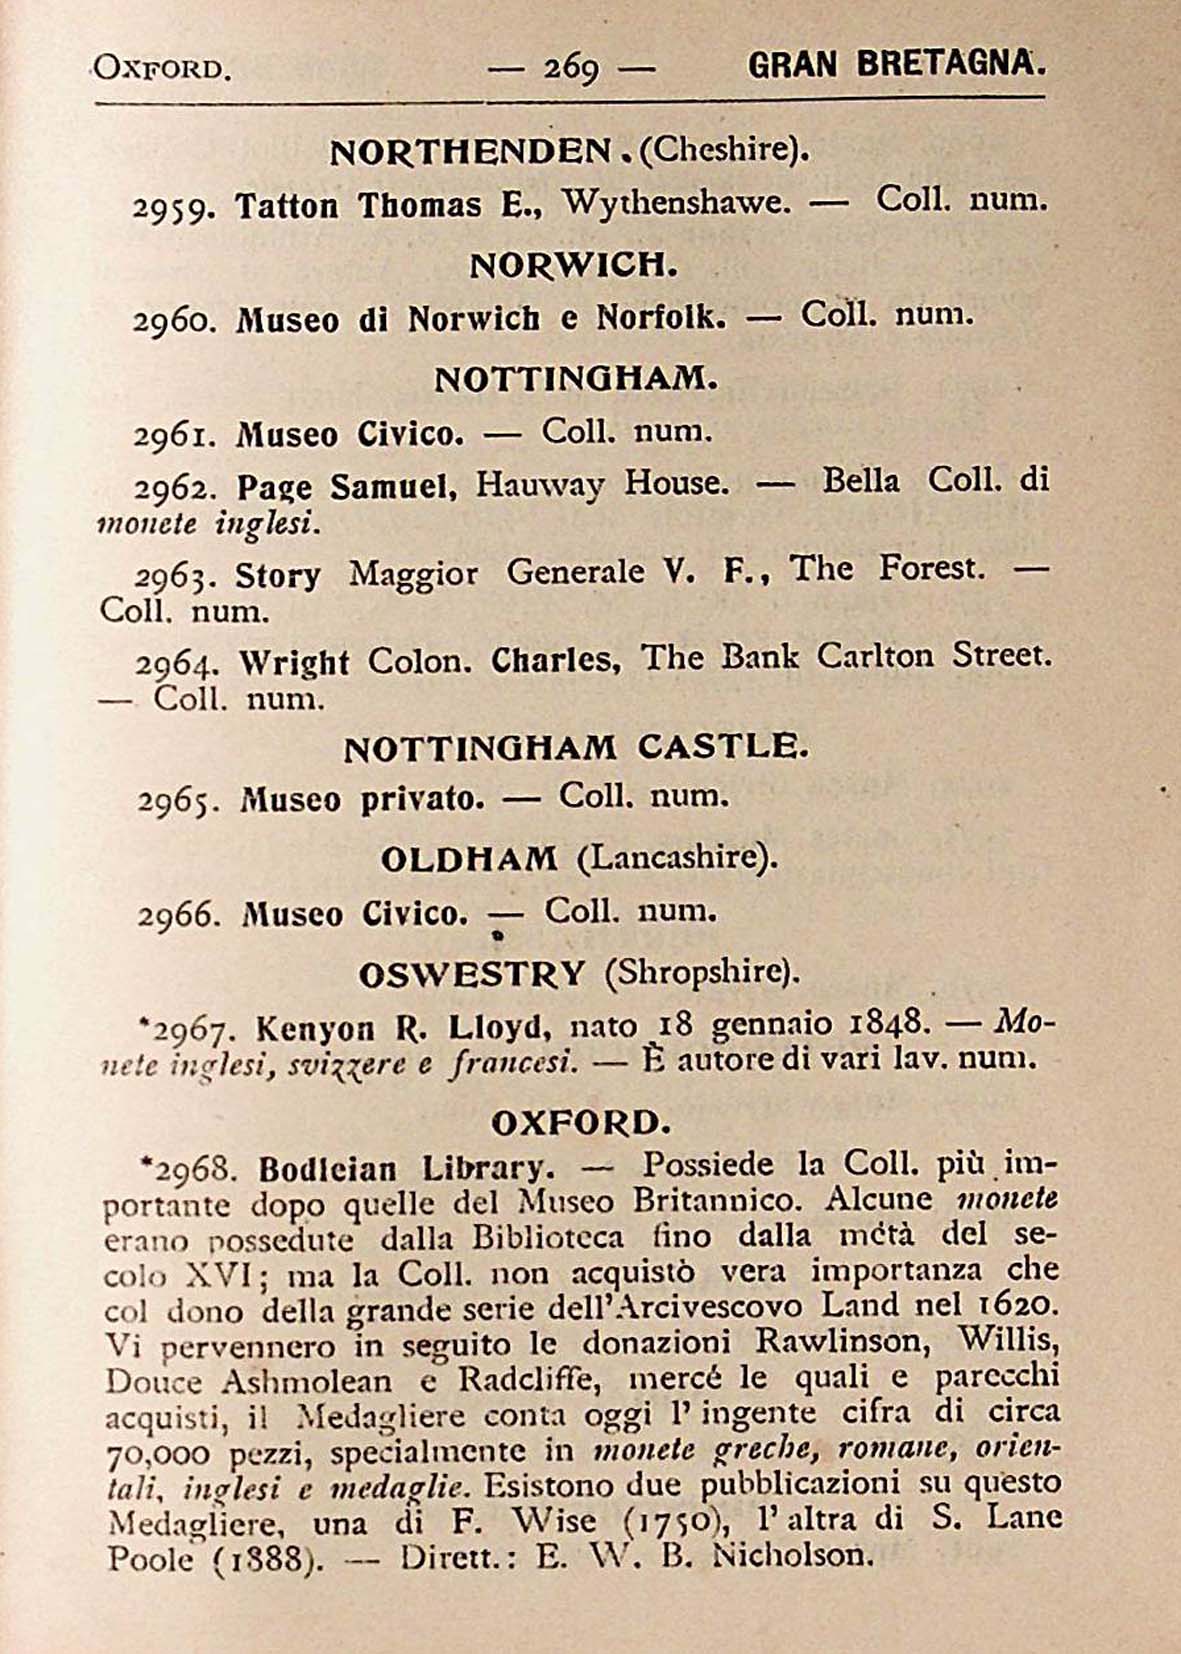 OXFORD. — 269 — GRAN BRETAGNA.
NORTHENDEN. (Cheshire).
2959. Tatton Thomas E., Wythenshawe. — Coll. num.
NORWICH.
2960. Museo di Norwich e Norfolk. — Coll. num.
NOTTINGHAM.
2961. Museo Civico. — Coll. num.
2962. Page Samuel, Hauway House. — Bella Coll. di
monete inglesi.
2963. Story Maggior Generale V. F., The Forest. —
Coll. num.
2964. Wright Colon. Charles, The Bank Carlton Street.
— Coll. num.
NOTTINGHAM CASTLE.
2965. Museo privato. — Coll. num.
OLDHAM (Lancashire).
2966. Museo Civico. — Coll. num.
OSWESTRY (Shropshire).
*2967. Kenyon R. Lloyd, nato 18 gennaio 1848. — Mo-
nete inglesi, svizzere e francesi. — È autore di vari lav. num.
OXFORD.
*2968. Bodleian Library. — Possiede la Coll. più im-
portante dopo quelle del Museo Britannico. Alcune monete
erano possedute dalla Biblioteca fino dalla metà del se-
colo XVI; ma la Coll. non acquistò vera importanza che
col dono della grande serie dell'Arcivescovo Land nel 1620.
Vi pervennero in seguito le donazioni Rawlinson, Willis,
Douce Ashmolean e Radcliffe, mercé le quali e parecchi
acquisti, il Medagliere conta oggi l'ingente cifra di circa
70,000 pezzi, specialmente in monete greche, romane, orien-
tali, inglesi e medaglie. Esistono due pubblicazioni su questo
Medagliere, una di F. Wise (1750), l'altra di S. Lane
Poole (1888). — Dirett.: E. W. B. Nicholson.